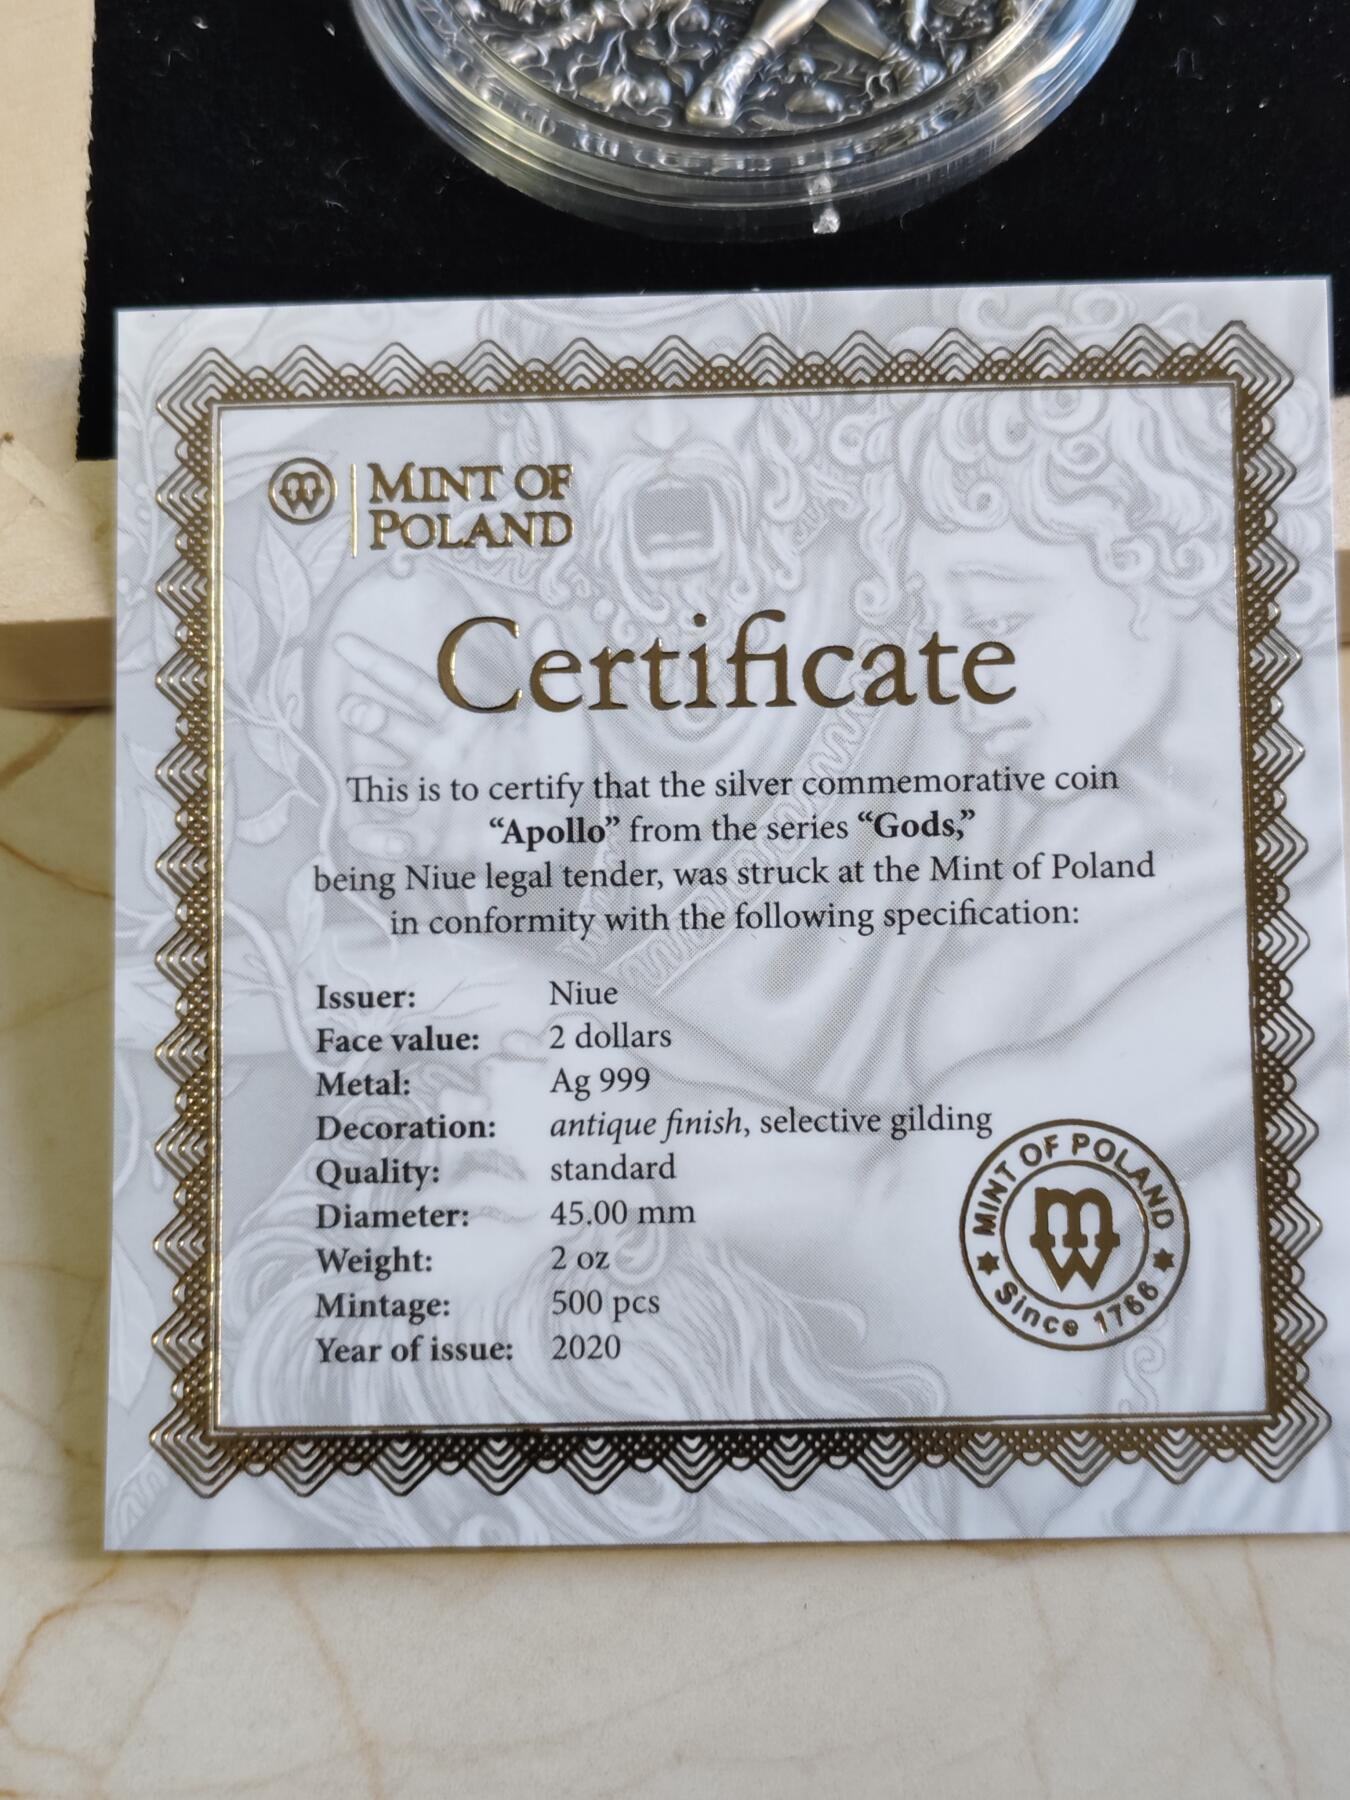 MINT OF
POLAND
Certificate
This is to certify that the silver commemorative coin
“Apollo” from the series “Gods,”
being Niue legal tender, was struck at the Mint of Poland
in conformity with the following specification:
Issuer: Niue
Face value: 2 dollars
Metal: Ag 999
Decoration: antique finish, selective gilding
Quality: standard
Diameter: 45.00 mm
Weight: 2 oz
Mintage: 500 pcs
Year of issue: 2020
MINT OF POLAND
MW
Since 1766